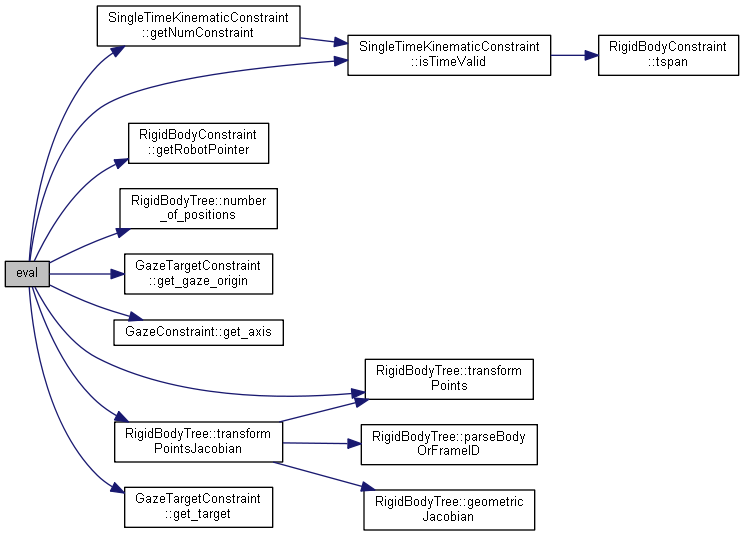 SingleTimeKinematicConstraint
::getNumConstraint
SingleTimeKinematicConstraint
::isTimeValid
RigidBodyConstraint
::tspan
RigidBodyConstraint
::getRobotPointer
RigidBodyTree::number
_of_positions
eval
GazeTargetConstraint
::get_gaze_origin
GazeConstraint::get_axis
RigidBodyTree::transform
Points
RigidBodyTree::transform
PointsJacobian
RigidBodyTree::parseBody
OrFrameID
GazeTargetConstraint
::get_target
RigidBodyTree::geometric
Jacobian